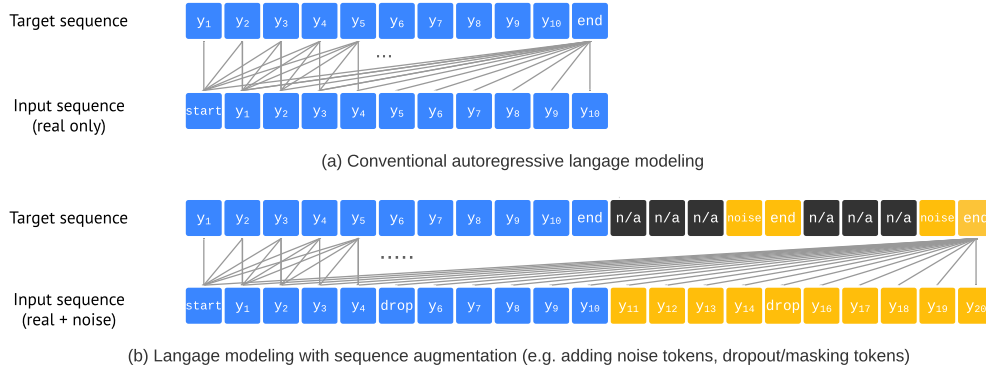 Target sequence y1 y2 y3 y4 y5 y6 y7 y8 y9 y10 end
...
Input sequence
(real only)
start y1 y2 y3 y4 y5 y6 y7 y8 y9 y10
(a) Conventional autoregressive langage modeling
Target sequence y1 y2 y3 y4 y5 y6 y7 y8 y9 y10 end n/a n/a n/a noise end n/a n/a n/a noise end
.....
Input sequence
(real + noise)
start y1 y2 y3 y4 drop y6 y7 y8 y9 y10 y11 y12 y13 y14 drop y16 y17 y18 y19 y20
(b) Langage modeling with sequence augmentation (e.g. adding noise tokens, dropout/masking tokens)